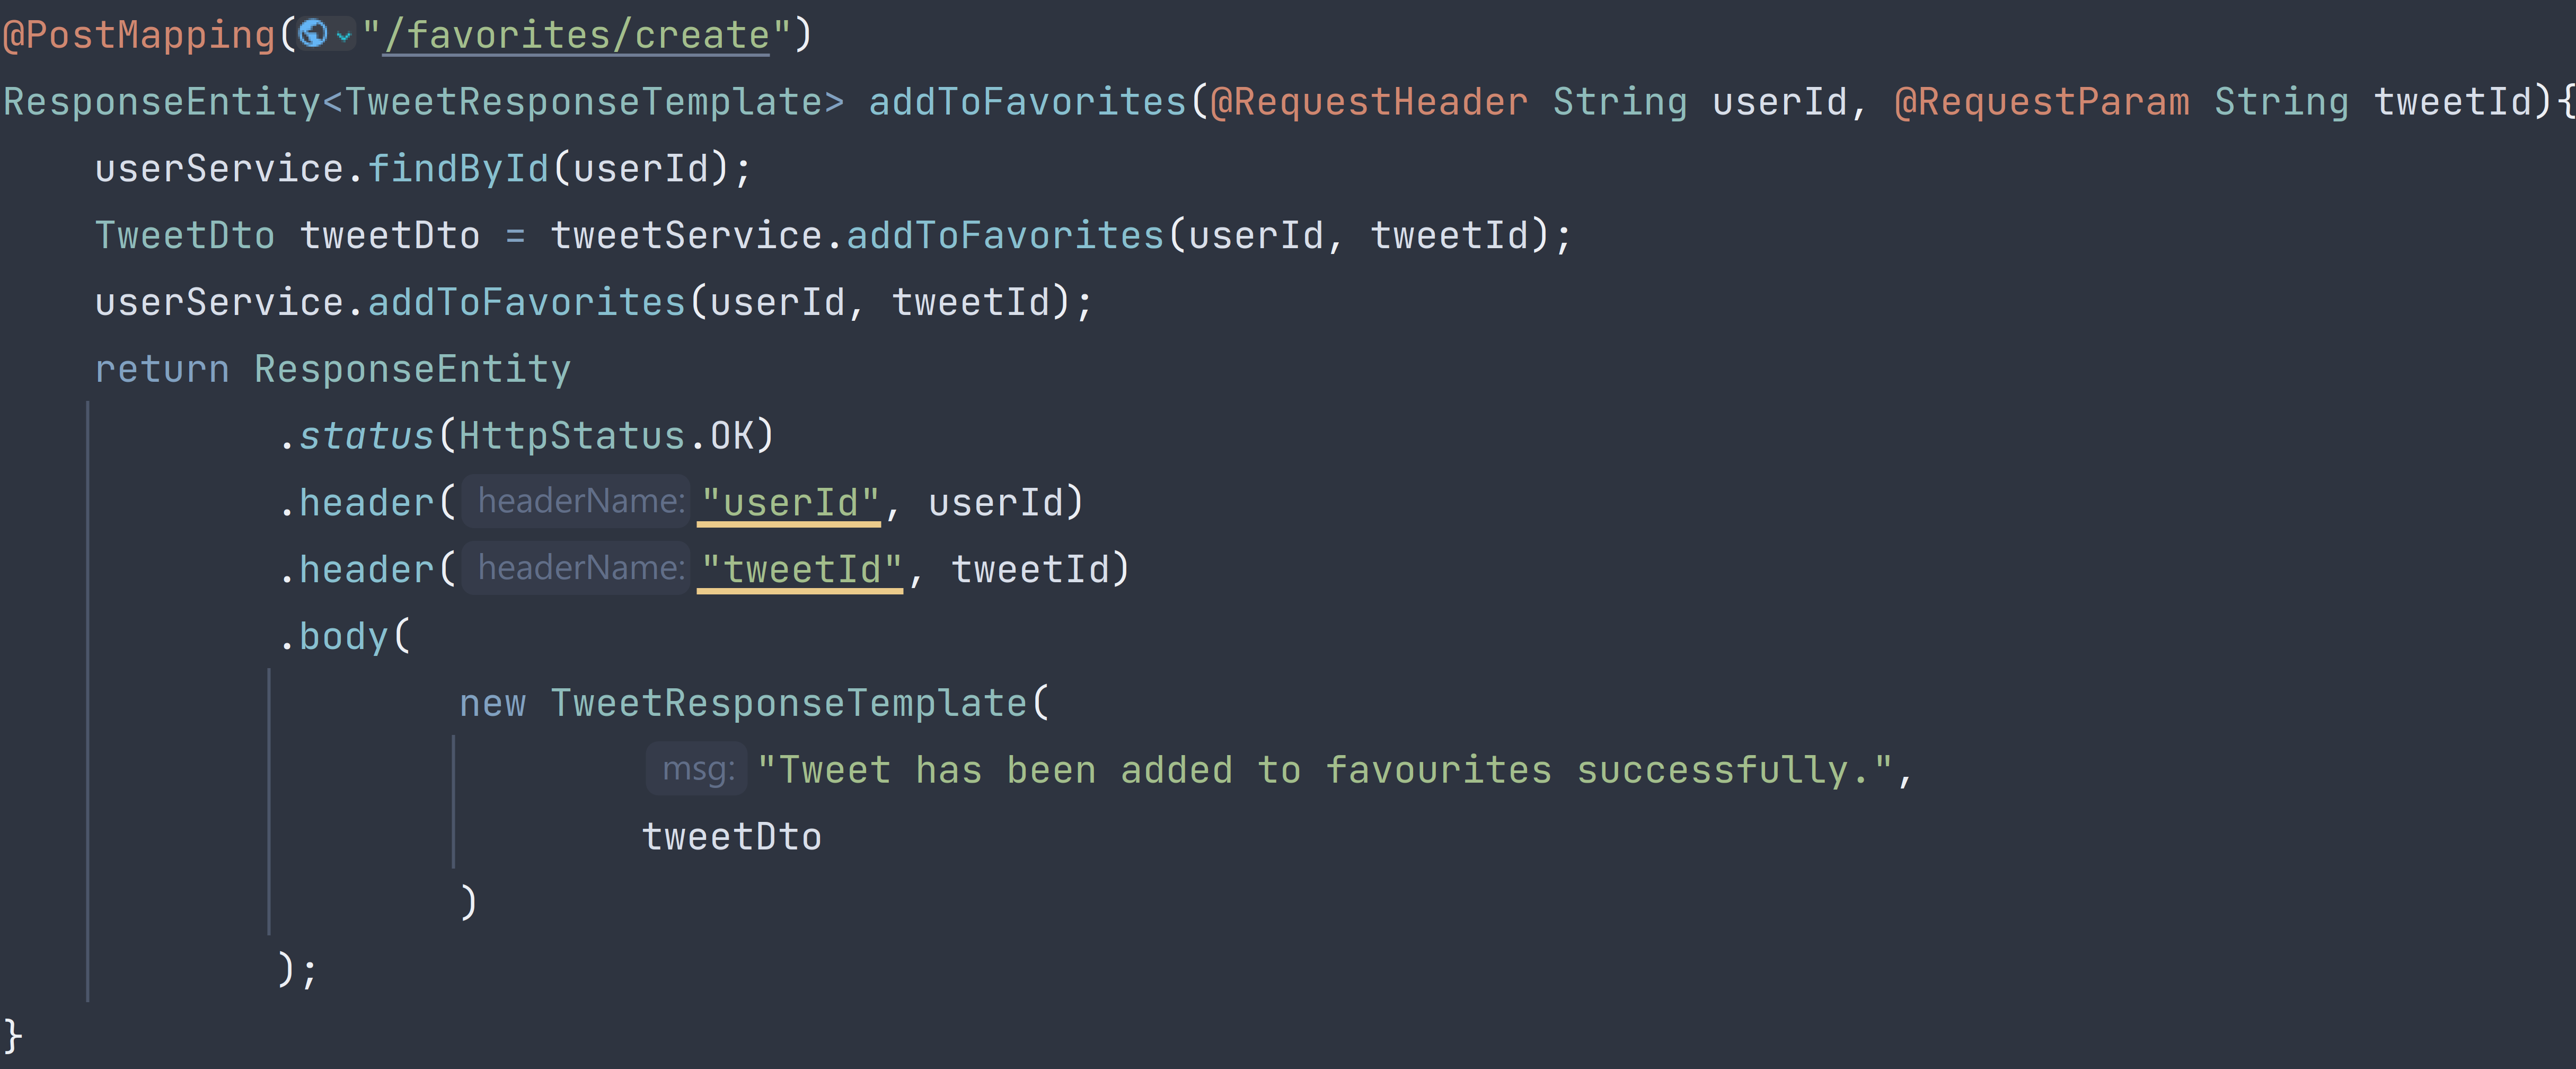 @PostMapping("/favorites/create")
ResponseEntity<TweetResponseTemplate> addToFavorites(@RequestHeader String userId, @RequestParam String tweetId){
    userService.findById(userId);
    TweetDto tweetDto = tweetService.addToFavorites(userId, tweetId);
    userService.addToFavorites(userId, tweetId);
    return ResponseEntity
            .status(HttpStatus.OK)
            .header( headerName: "userId", userId)
            .header( headerName: "tweetId", tweetId)
            .body(
                    new TweetResponseTemplate(
                            msg: "Tweet has been added to favourites successfully.",
                            tweetDto
                    )
            );
}